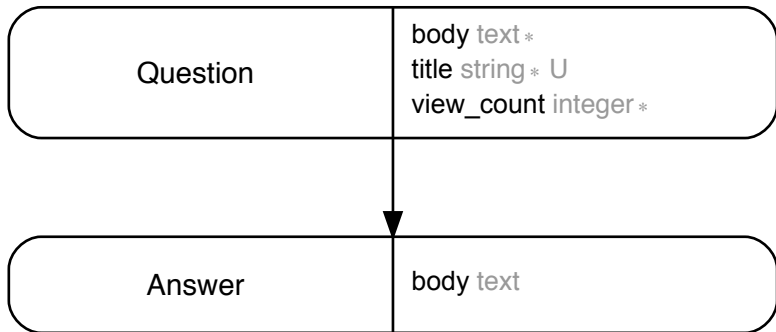 Question
body text ∗
title string ∗ U
view_count integer ∗
Answer
body text